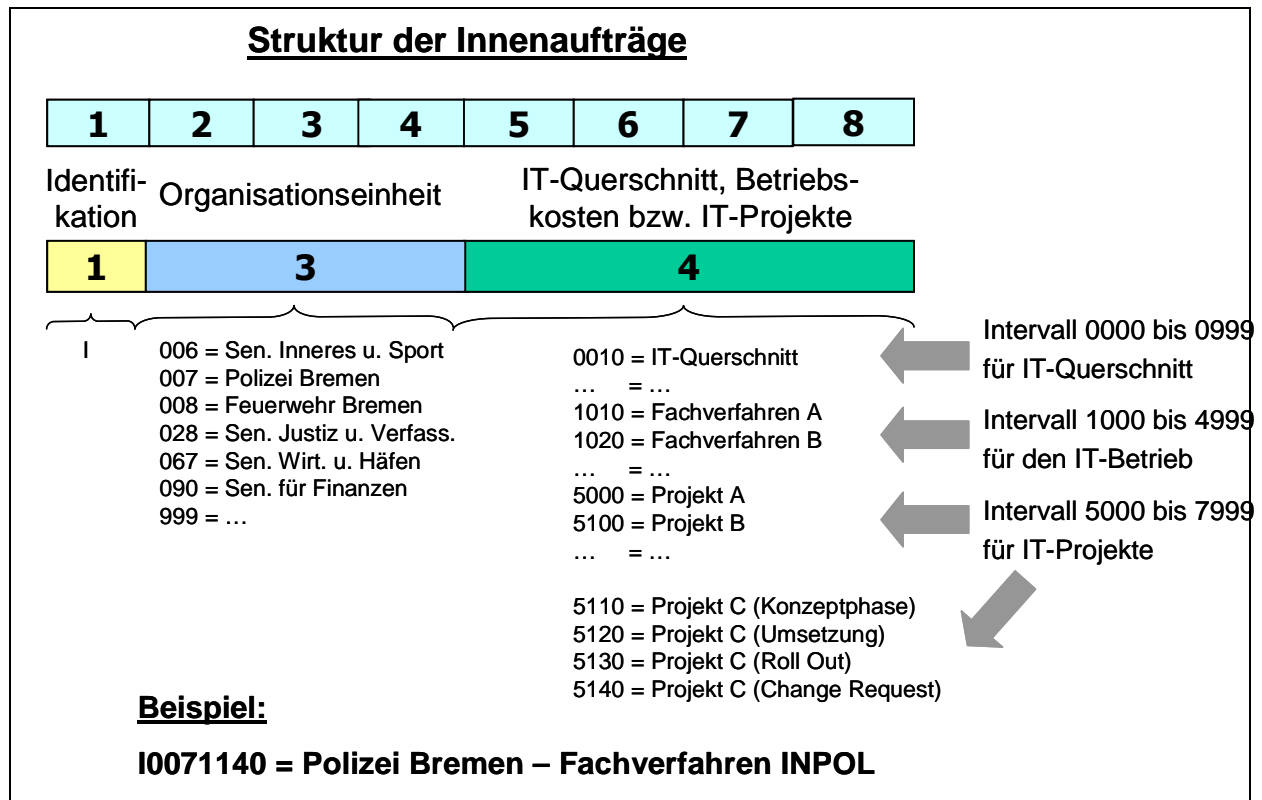 Struktur der Innenaufträge
1 2 3 4 5 6 7 8
Identifi-
kation
Organisationseinheit
IT-Querschnitt, Betriebs-
kosten bzw. IT-Projekte
1 3 4
I
006 = Sen. Inneres u. Sport
007 = Polizei Bremen
008 = Feuerwehr Bremen
028 = Sen. Justiz u. Verfass.
067 = Sen. Wirt. u. Häfen
090 = Sen. für Finanzen
999 = …
0010 = IT-Querschnitt
… = …
1010 = Fachverfahren A
1020 = Fachverfahren B
… = …
5000 = Projekt A
5100 = Projekt B
… = …
5110 = Projekt C (Konzeptphase)
5120 = Projekt C (Umsetzung)
5130 = Projekt C (Roll Out)
5140 = Projekt C (Change Request)
Intervall 0000 bis 0999
für IT-Querschnitt
Intervall 1000 bis 4999
für den IT-Betrieb
Intervall 5000 bis 7999
für IT-Projekte
Beispiel:
I0071140 = Polizei Bremen – Fachverfahren INPOL